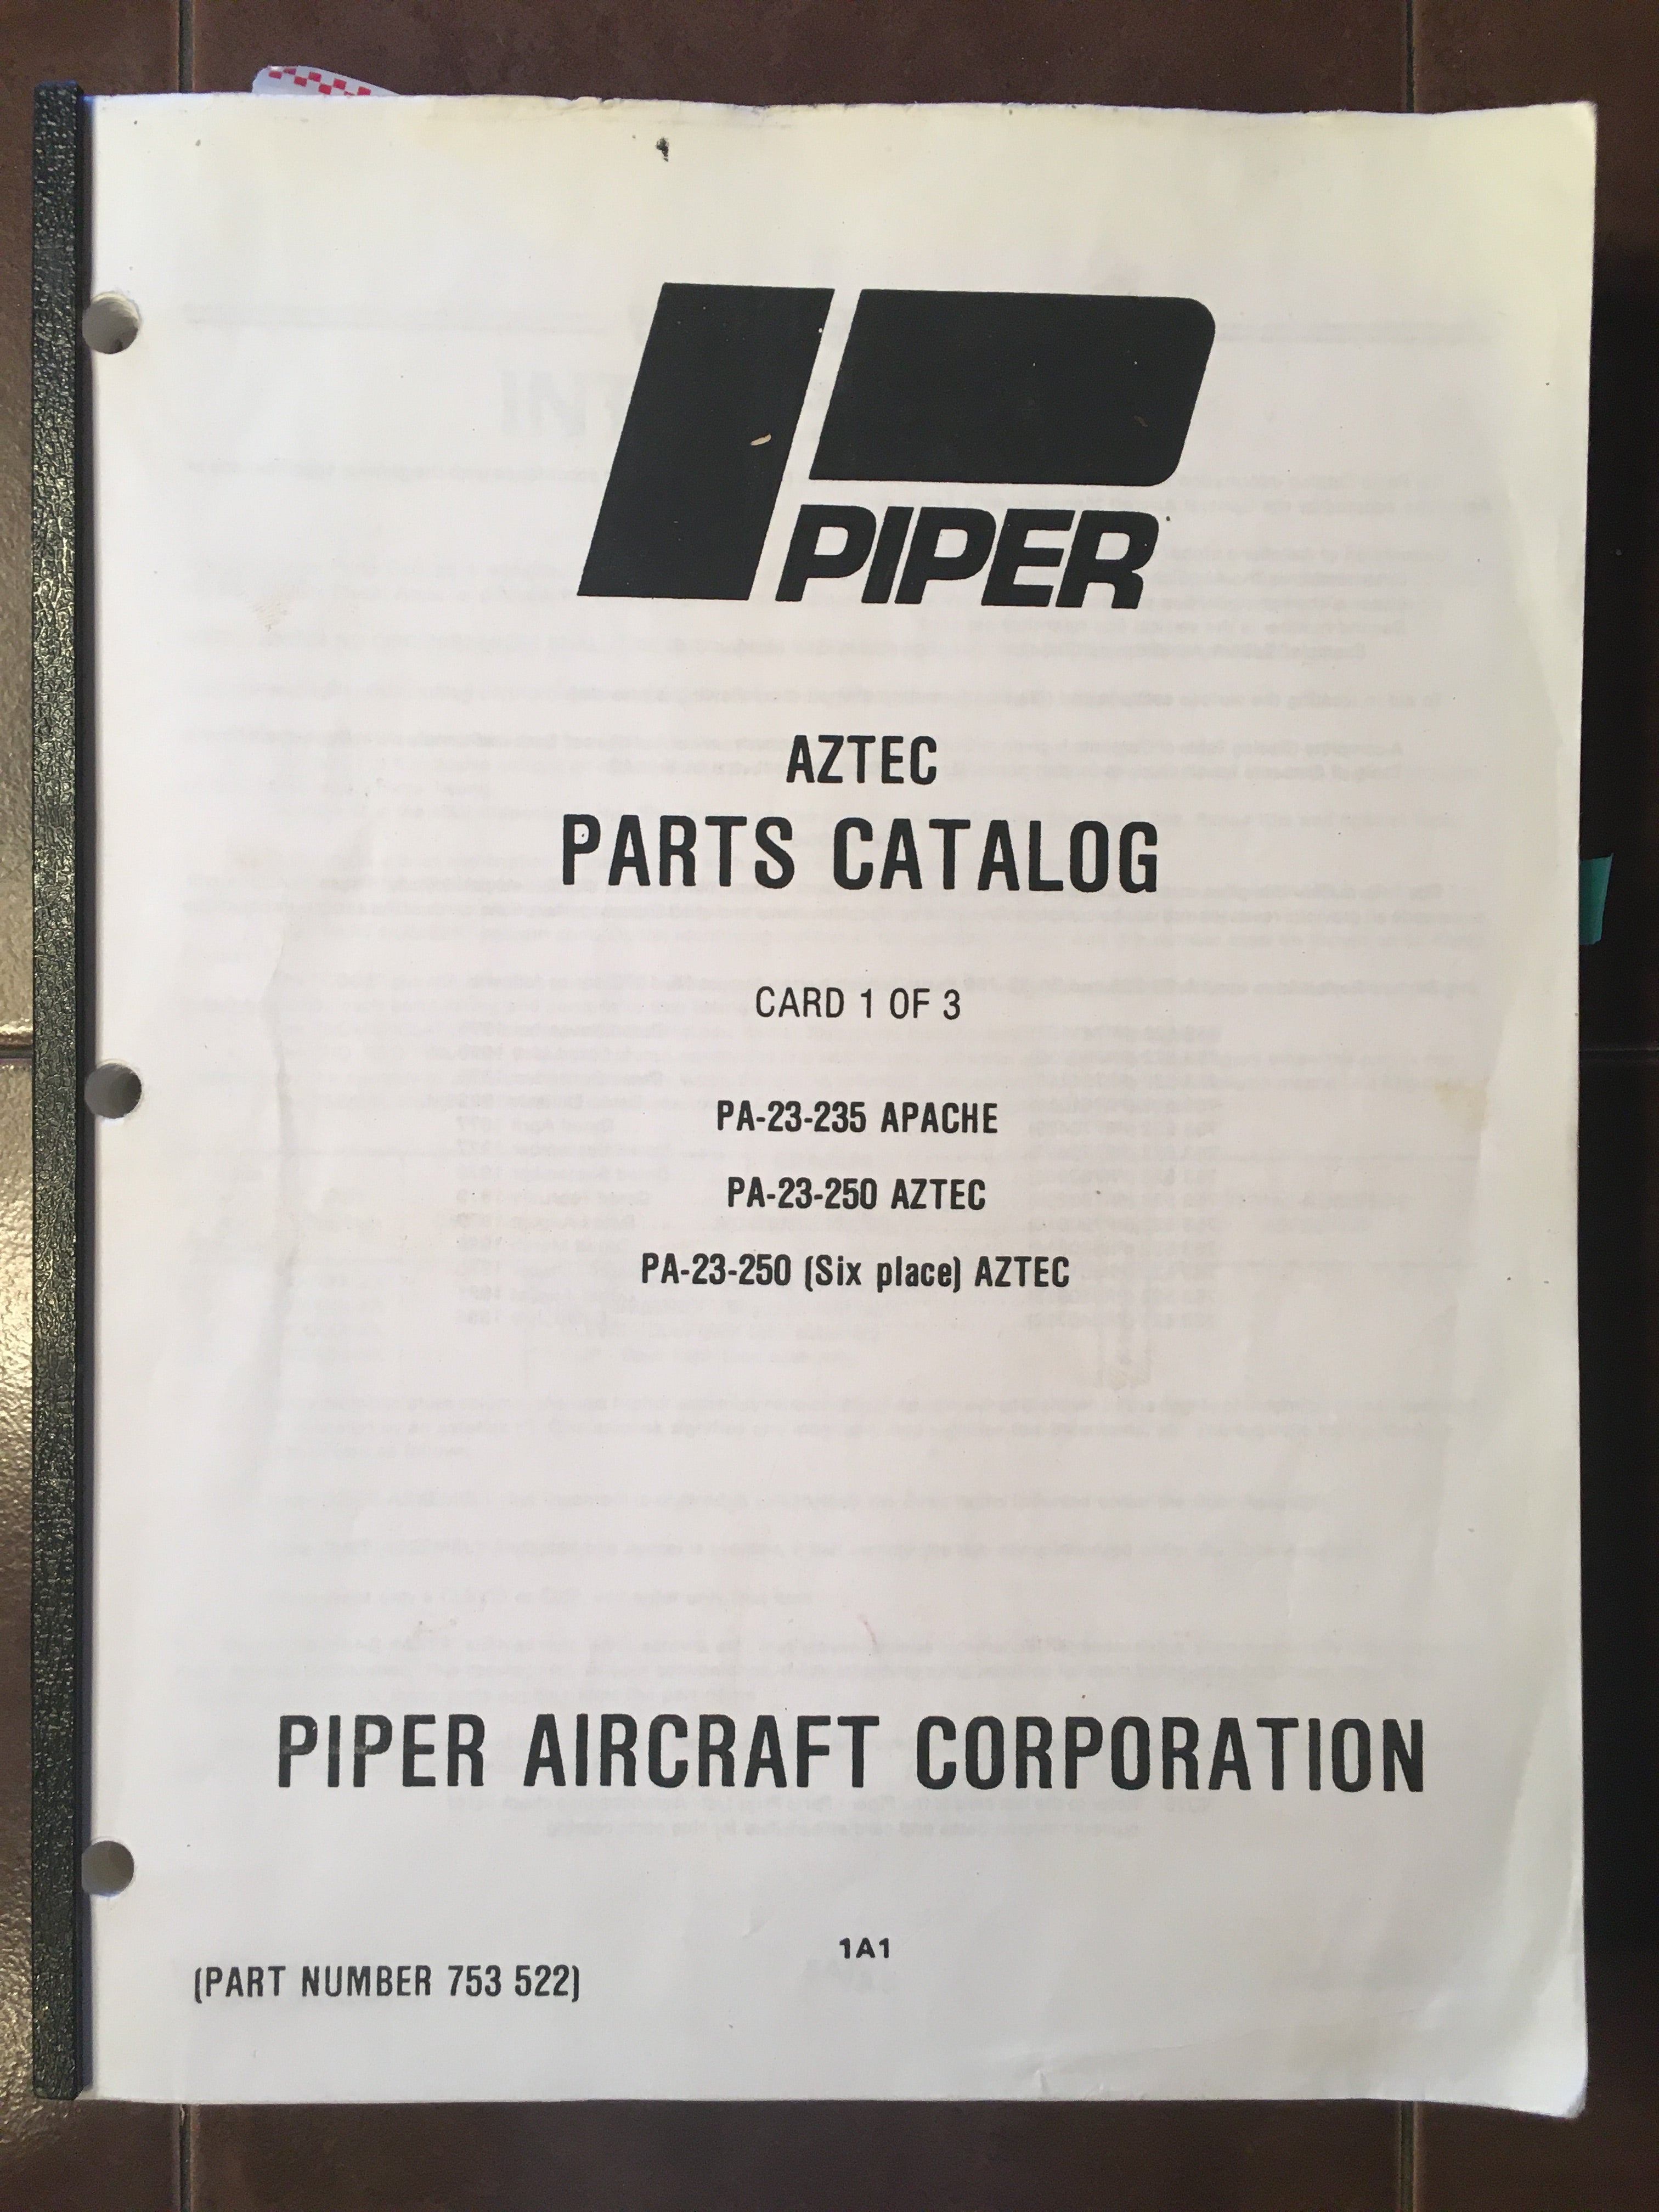 PIPER
AZTEC
PARTS CATALOG
CARD 1 OF 3
PA-23-235 APACHE
PA-23-250 AZTEC
PA-23-250 (Six place) AZTEC
PIPER AIRCRAFT CORPORATION
1A1
(PART NUMBER 753 522)